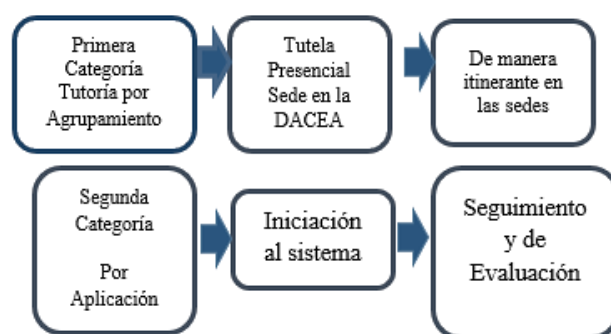 Primera
Categoría
Tutoría por
Agrupamiento
Tutela
Presencial
Sede en la
DACEA
De manera
itinerante en
las sedes
Segunda
Categoría
Por
Aplicación
Iniciación
al sistema
Seguimiento
y de
Evaluación